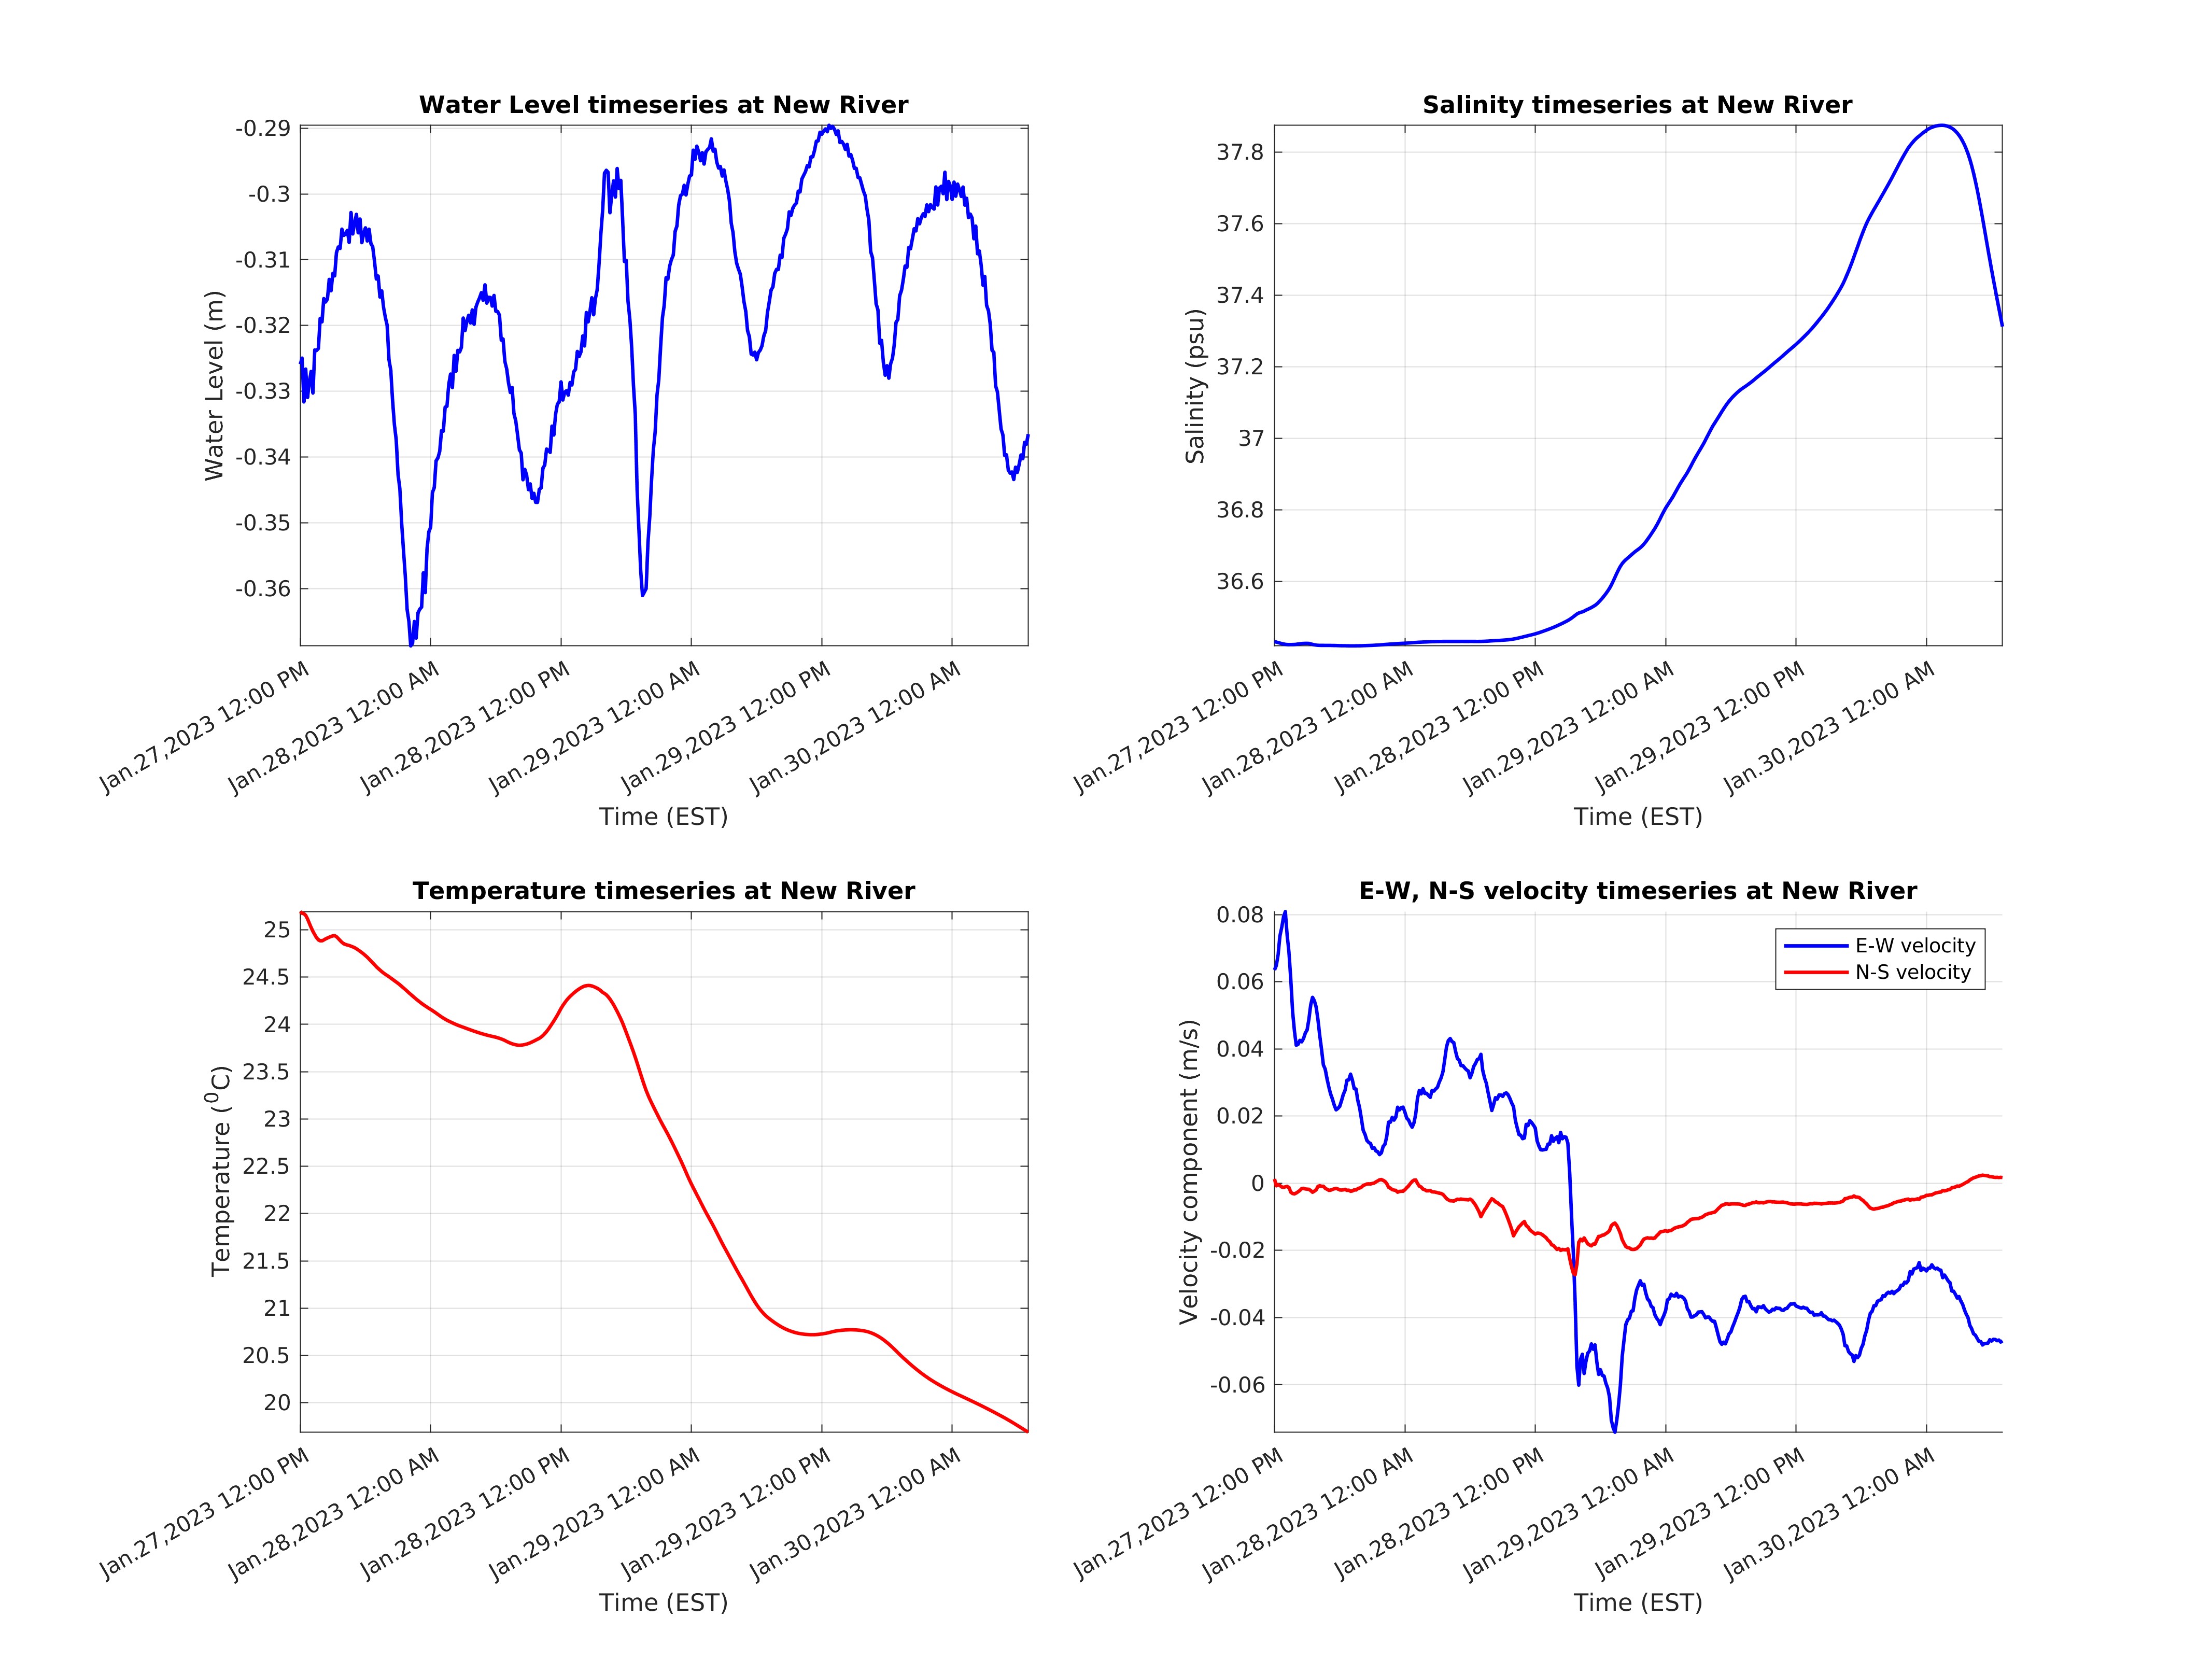 Water Level timeseries at New River
Water Level (m)
-0.29
-0.3
-0.31
-0.32
-0.33
-0.34
-0.35
-0.36
Jan.27,2023 12:00 PM
Jan.28,2023 12:00 AM
Jan.28,2023 12:00 PM
Jan.29,2023 12:00 AM
Jan.29,2023 12:00 PM
Jan.30,2023 12:00 AM
Time (EST)
Salinity timeseries at New River
Salinity (psu)
37.8
37.6
37.4
37.2
37
36.8
36.6
Jan.27,2023 12:00 PM
Jan.28,2023 12:00 AM
Jan.28,2023 12:00 PM
Jan.29,2023 12:00 AM
Jan.29,2023 12:00 PM
Jan.30,2023 12:00 AM
Time (EST)
Temperature timeseries at New River
Temperature (⁰C)
25
24.5
24
23.5
23
22.5
22
21.5
21
20.5
20
Jan.27,2023 12:00 PM
Jan.28,2023 12:00 AM
Jan.28,2023 12:00 PM
Jan.29,2023 12:00 AM
Jan.29,2023 12:00 PM
Jan.30,2023 12:00 AM
Time (EST)
E-W, N-S velocity timeseries at New River
Velocity component (m/s)
0.08
0.06
0.04
0.02
0
-0.02
-0.04
-0.06
E-W velocity
N-S velocity
Jan.27,2023 12:00 PM
Jan.28,2023 12:00 AM
Jan.28,2023 12:00 PM
Jan.29,2023 12:00 AM
Jan.29,2023 12:00 PM
Jan.30,2023 12:00 AM
Time (EST)